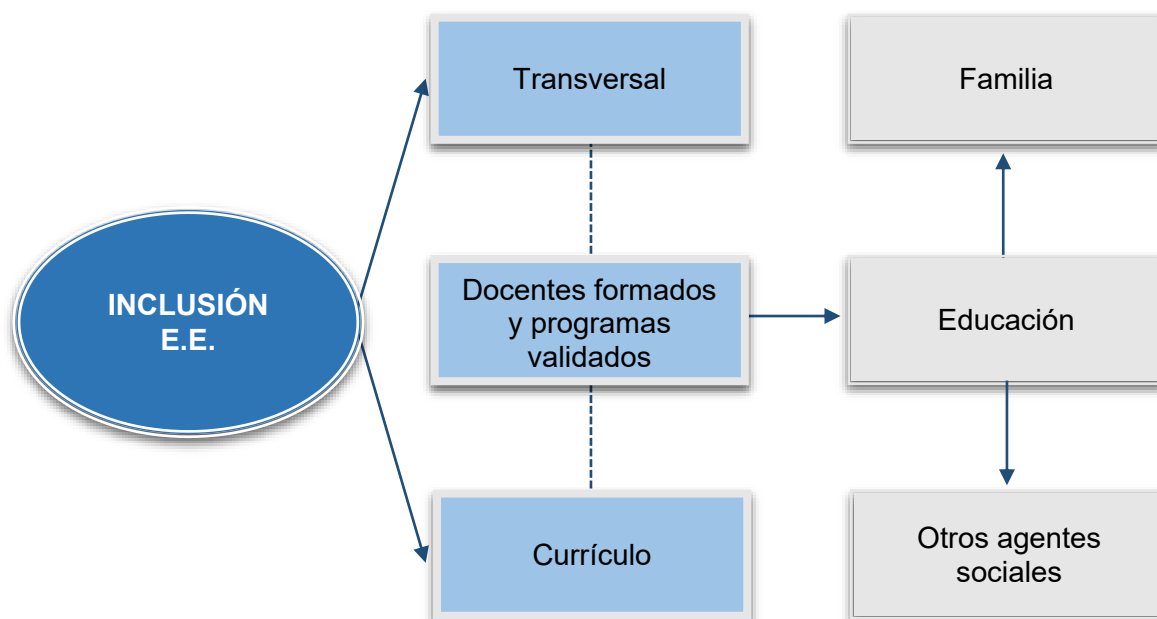 Transversal
Familia
INCLUSIÓN
E.E.
Docentes formados
y programas
validados
Educación
Currículo
Otros agentes
sociales